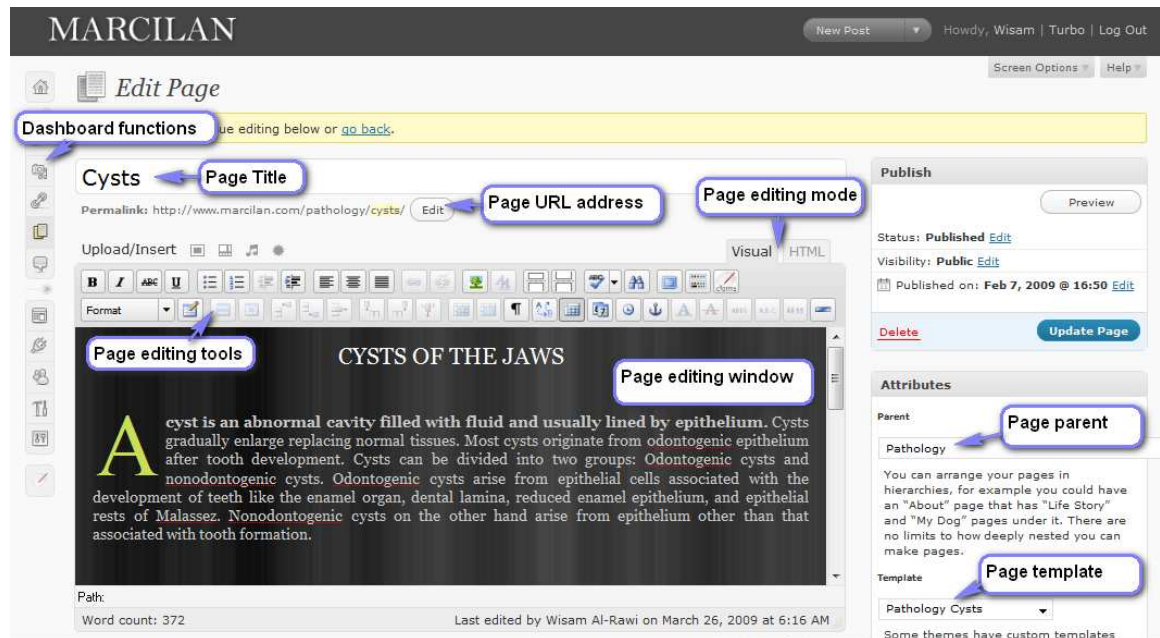 MARCILAN
New Post
Howdy, Wisam | Turbo | Log Out
Screen Options
Help
Edit Page
Dashboard functions
ue editing below or go back.
Cysts
Page Title
Permalink: http://www.marcilan.com/pathology/cysts/ Edit
Page URL address
Page editing mode
Upload/Insert
Visual
HTML
B I ABC U
Format
Page editing tools
CYSTS OF THE JAWS
Page editing window
A cyst is an abnormal cavity filled with fluid and usually lined by epithelium. Cysts
gradually enlarge replacing normal tissues. Most cysts originate from odontogenic epithelium
after tooth development. Cysts can be divided into two groups: Odontogenic cysts and
nonodontogenic cysts. Odontogenic cysts arise from epithelial cells associated with the
development of teeth like the enamel organ, dental lamina, reduced enamel epithelium, and epithelial
rests of Malassez. Nonodontogenic cysts on the other hand arise from epithelium other than that
associated with tooth formation.
Path:
Word count: 372
Last edited by Wisam Al-Rawi on March 26, 2009 at 6:16 AM
Publish
Preview
Status: Published Edit
Visibility: Public Edit
Published on: Feb 7, 2009 @ 16:50 Edit
Delete
Update Page
Attributes
Parent
Page parent
Pathology
You can arrange your pages in
hierarchies, for example you could have
an "About" page that has "Life Story"
and "My Dog" pages under it. There are
no limits to how deeply nested you can
make pages.
Template
Page template
Pathology Cysts
Some themes have custom templates